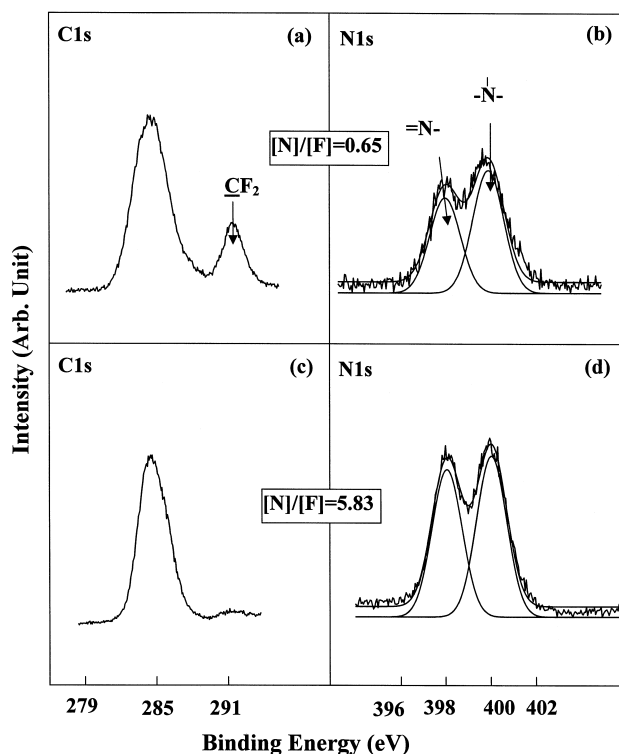 C1s (a)
N1s (b)
-N-
=N-
[N]/[F]=0.65
CF2
C1s (c)
N1s (d)
[N]/[F]=5.83
Intensity (Arb. Unit)
279 285 291 396 398 400 402
Binding Energy (eV)